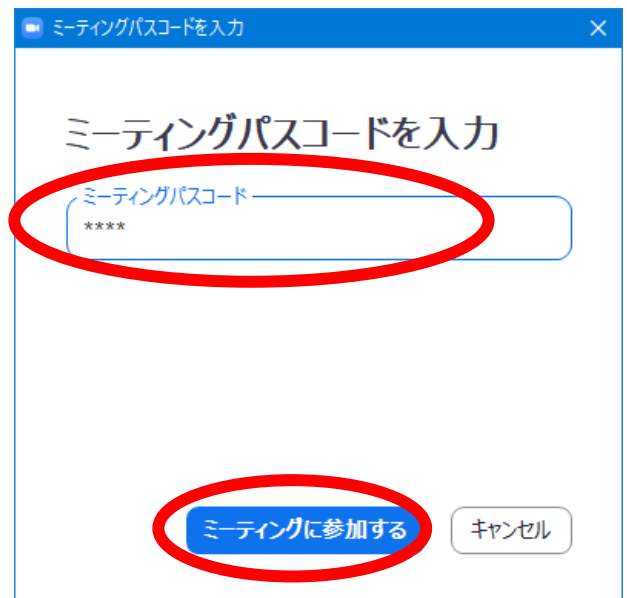 ミーティングパスコードを入力
ミーティングパスコードを入力
ミーティングパスコード
****
ミーティングに参加する
キャンセル